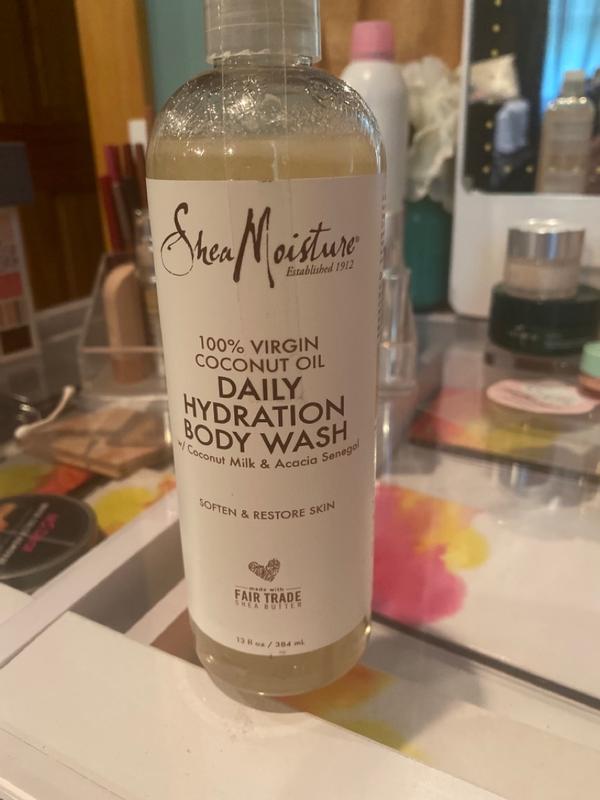 SheaMoisture®
Established 1912
100% VIRGIN
COCONUT OIL
DAILY
HYDRATION
BODY WASH
w/ Coconut Milk & Acacia Senegal
SOFTEN & RESTORE SKIN
made with
FAIR TRADE
SHEA BUTTER
13 fl oz / 384 mL